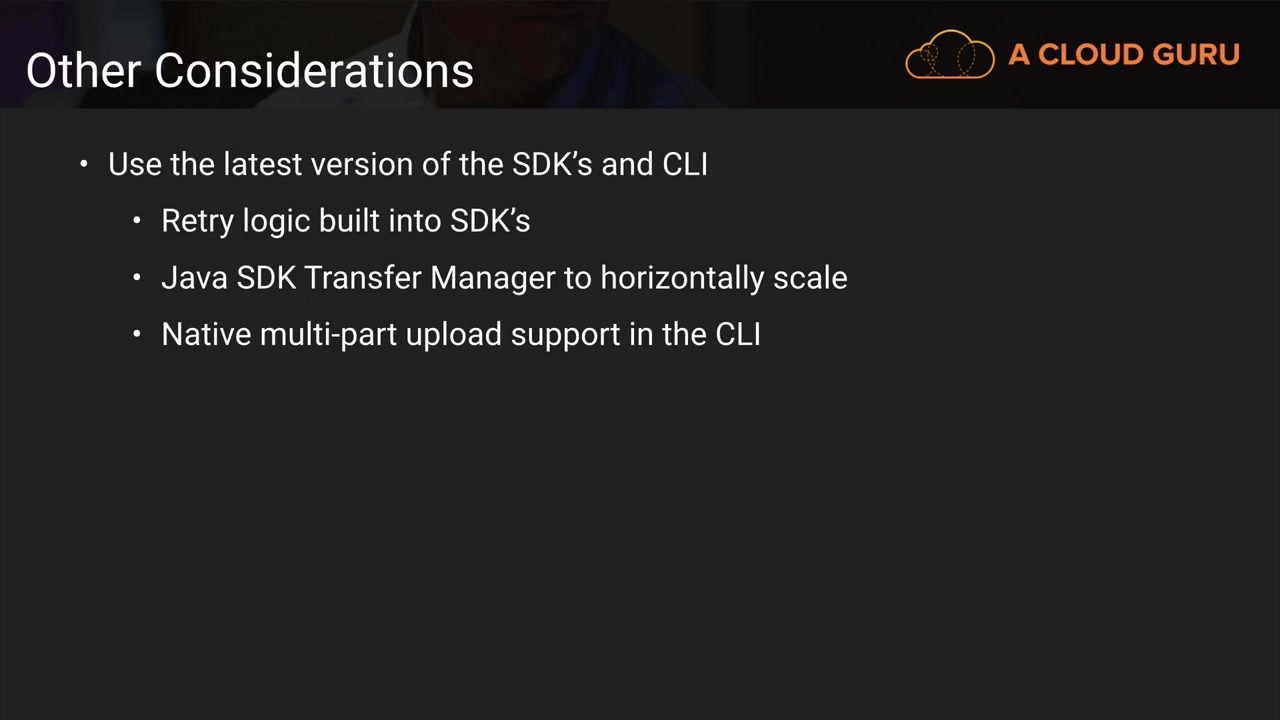 Other Considerations
A CLOUD GURU
• Use the latest version of the SDK’s and CLI
• Retry logic built into SDK’s
• Java SDK Transfer Manager to horizontally scale
• Native multi-part upload support in the CLI